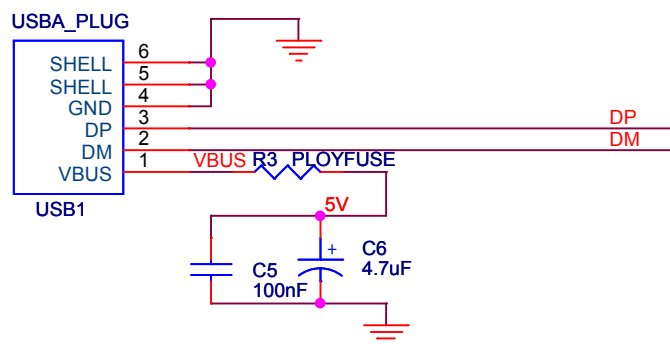 USBA_PLUG
SHELL 6
SHELL 5
GND 4
DP 3 DP
DM 2 DM
VBUS 1 VBUS R3 PLOYFUSE
USB1 5V
+ C6
C5 4.7uF
100nF